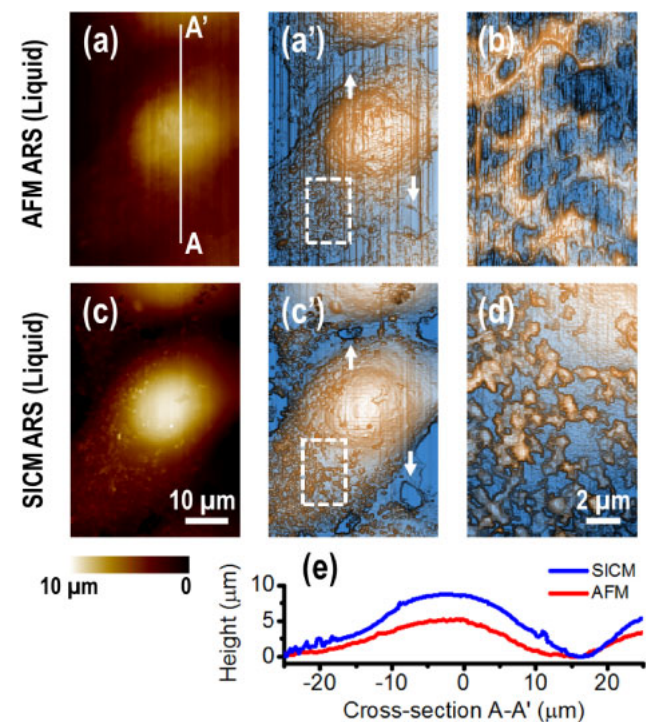 AFM ARS (Liquid)
(a)
A'
A
(a')
(b)
SICM ARS (Liquid)
(c)
10 μm
(c')
(d)
2 μm
10 μm
0
(e)
SICM
AFM
Height (μm)
10
5
0
-20
-10
0
10
20
Cross-section A-A' (μm)